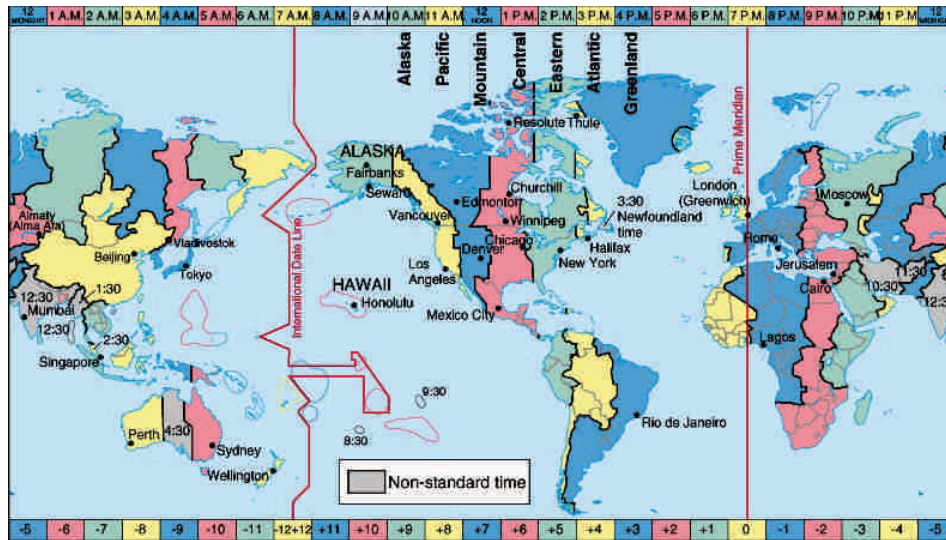 12 MIDNIGHT 1 A.M. 2 A.M. 3 A.M. 4 A.M. 5 A.M. 6 A.M. 7 A.M. 8 A.M. 9 A.M. 10 A.M. 11 A.M. 12 NOON 1 P.M. 2 P.M. 3 P.M. 4 P.M. 5 P.M. 6 P.M. 7 P.M. 8 P.M. 9 P.M. 10 P.M. 11 P.M. 12 MIDNIGHT
Alaska
Pacific
Mountain
Central
Eastern
Atlantic
Greenland
Prime Meridian
International Date Line
Resolute
Thule
ALASKA
Fairbanks
Seward
Churchill
Edmonton
Vancouver
Winnipeg
3:30
Newfoundland
time
London
(Greenwich)
Moscow
Almaty
(Alma Ata)
Vladivostok
Beijing
Tokyo
Chicago
Halifax
Denver
New York
Rome
Los
Angeles
Jerusalem
Cairo
11:30
10:30
12:30
1:30
Mumbai
12:30
12:30
HAWAII
Honolulu
Mexico City
2:30
Singapore
Lagos
9:30
8:30
Rio de Janeiro
Perth
4:30
Sydney
Wellington
Non-standard time
-5 -6 -7 -8 -9 -10 -11 -12 +12 +11 +10 +9 +8 +7 +6 +5 +4 +3 +2 +1 0 -1 -2 -3 -4 -5